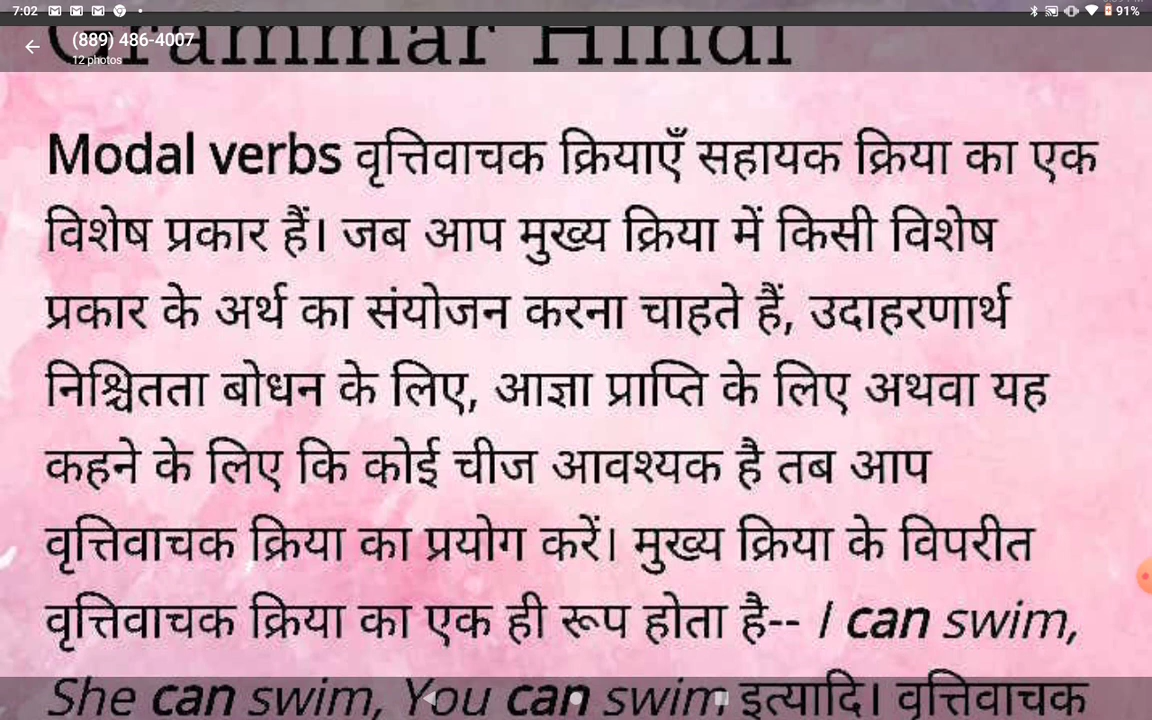 7:02
91%
(889) 486-4007
12 photos
Grammar Hindi
Modal verbs वृत्तिवाचक क्रियाएँ सहायक क्रिया का एक
विशेष प्रकार हैं। जब आप मुख्य क्रिया में किसी विशेष
प्रकार के अर्थ का संयोजन करना चाहते हैं, उदाहरणार्थ
निश्चितता बोधन के लिए, आज्ञा प्राप्ति के लिए अथवा यह
कहने के लिए कि कोई चीज आवश्यक है तब आप
वृत्तिवाचक क्रिया का प्रयोग करें। मुख्य क्रिया के विपरीत
वृत्तिवाचक क्रिया का एक ही रूप होता है-- I can swim,
She can swim, You can swim इत्यादि। वृत्तिवाचक